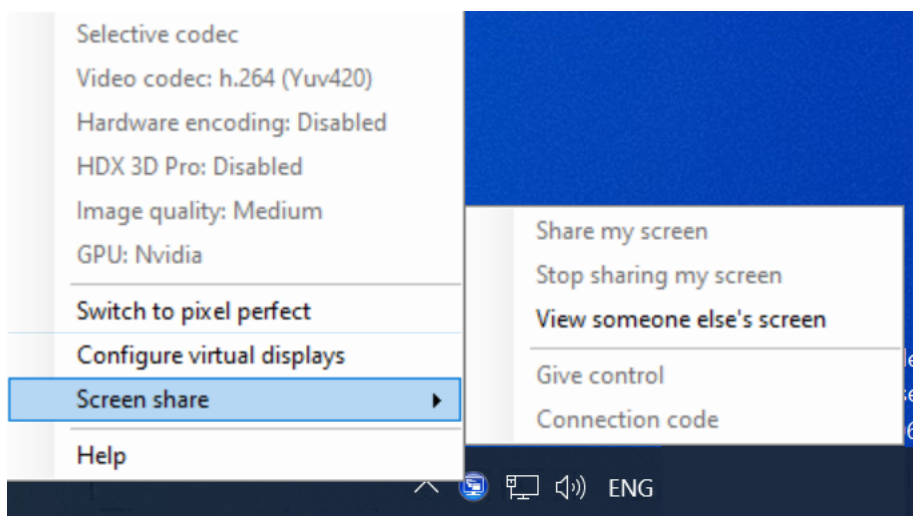 Selective codec
Video codec: h.264 (Yuv420)
Hardware encoding: Disabled
HDX 3D Pro: Disabled
Image quality: Medium
GPU: Nvidia
Switch to pixel perfect
Configure virtual displays
Screen share
Help
Share my screen
Stop sharing my screen
View someone else's screen
Give control
Connection code
ENG